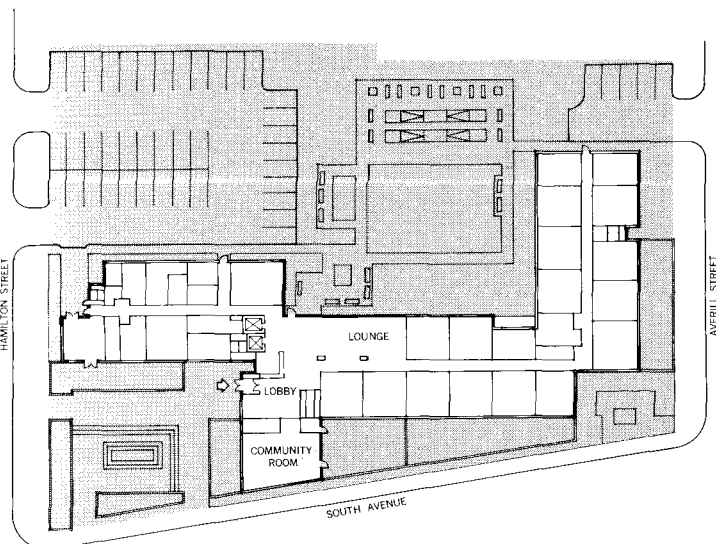 HAMILTON STREET
AVERILL STREET
LOUNGE
LOBBY
COMMUNITY
ROOM
SOUTH AVENUE